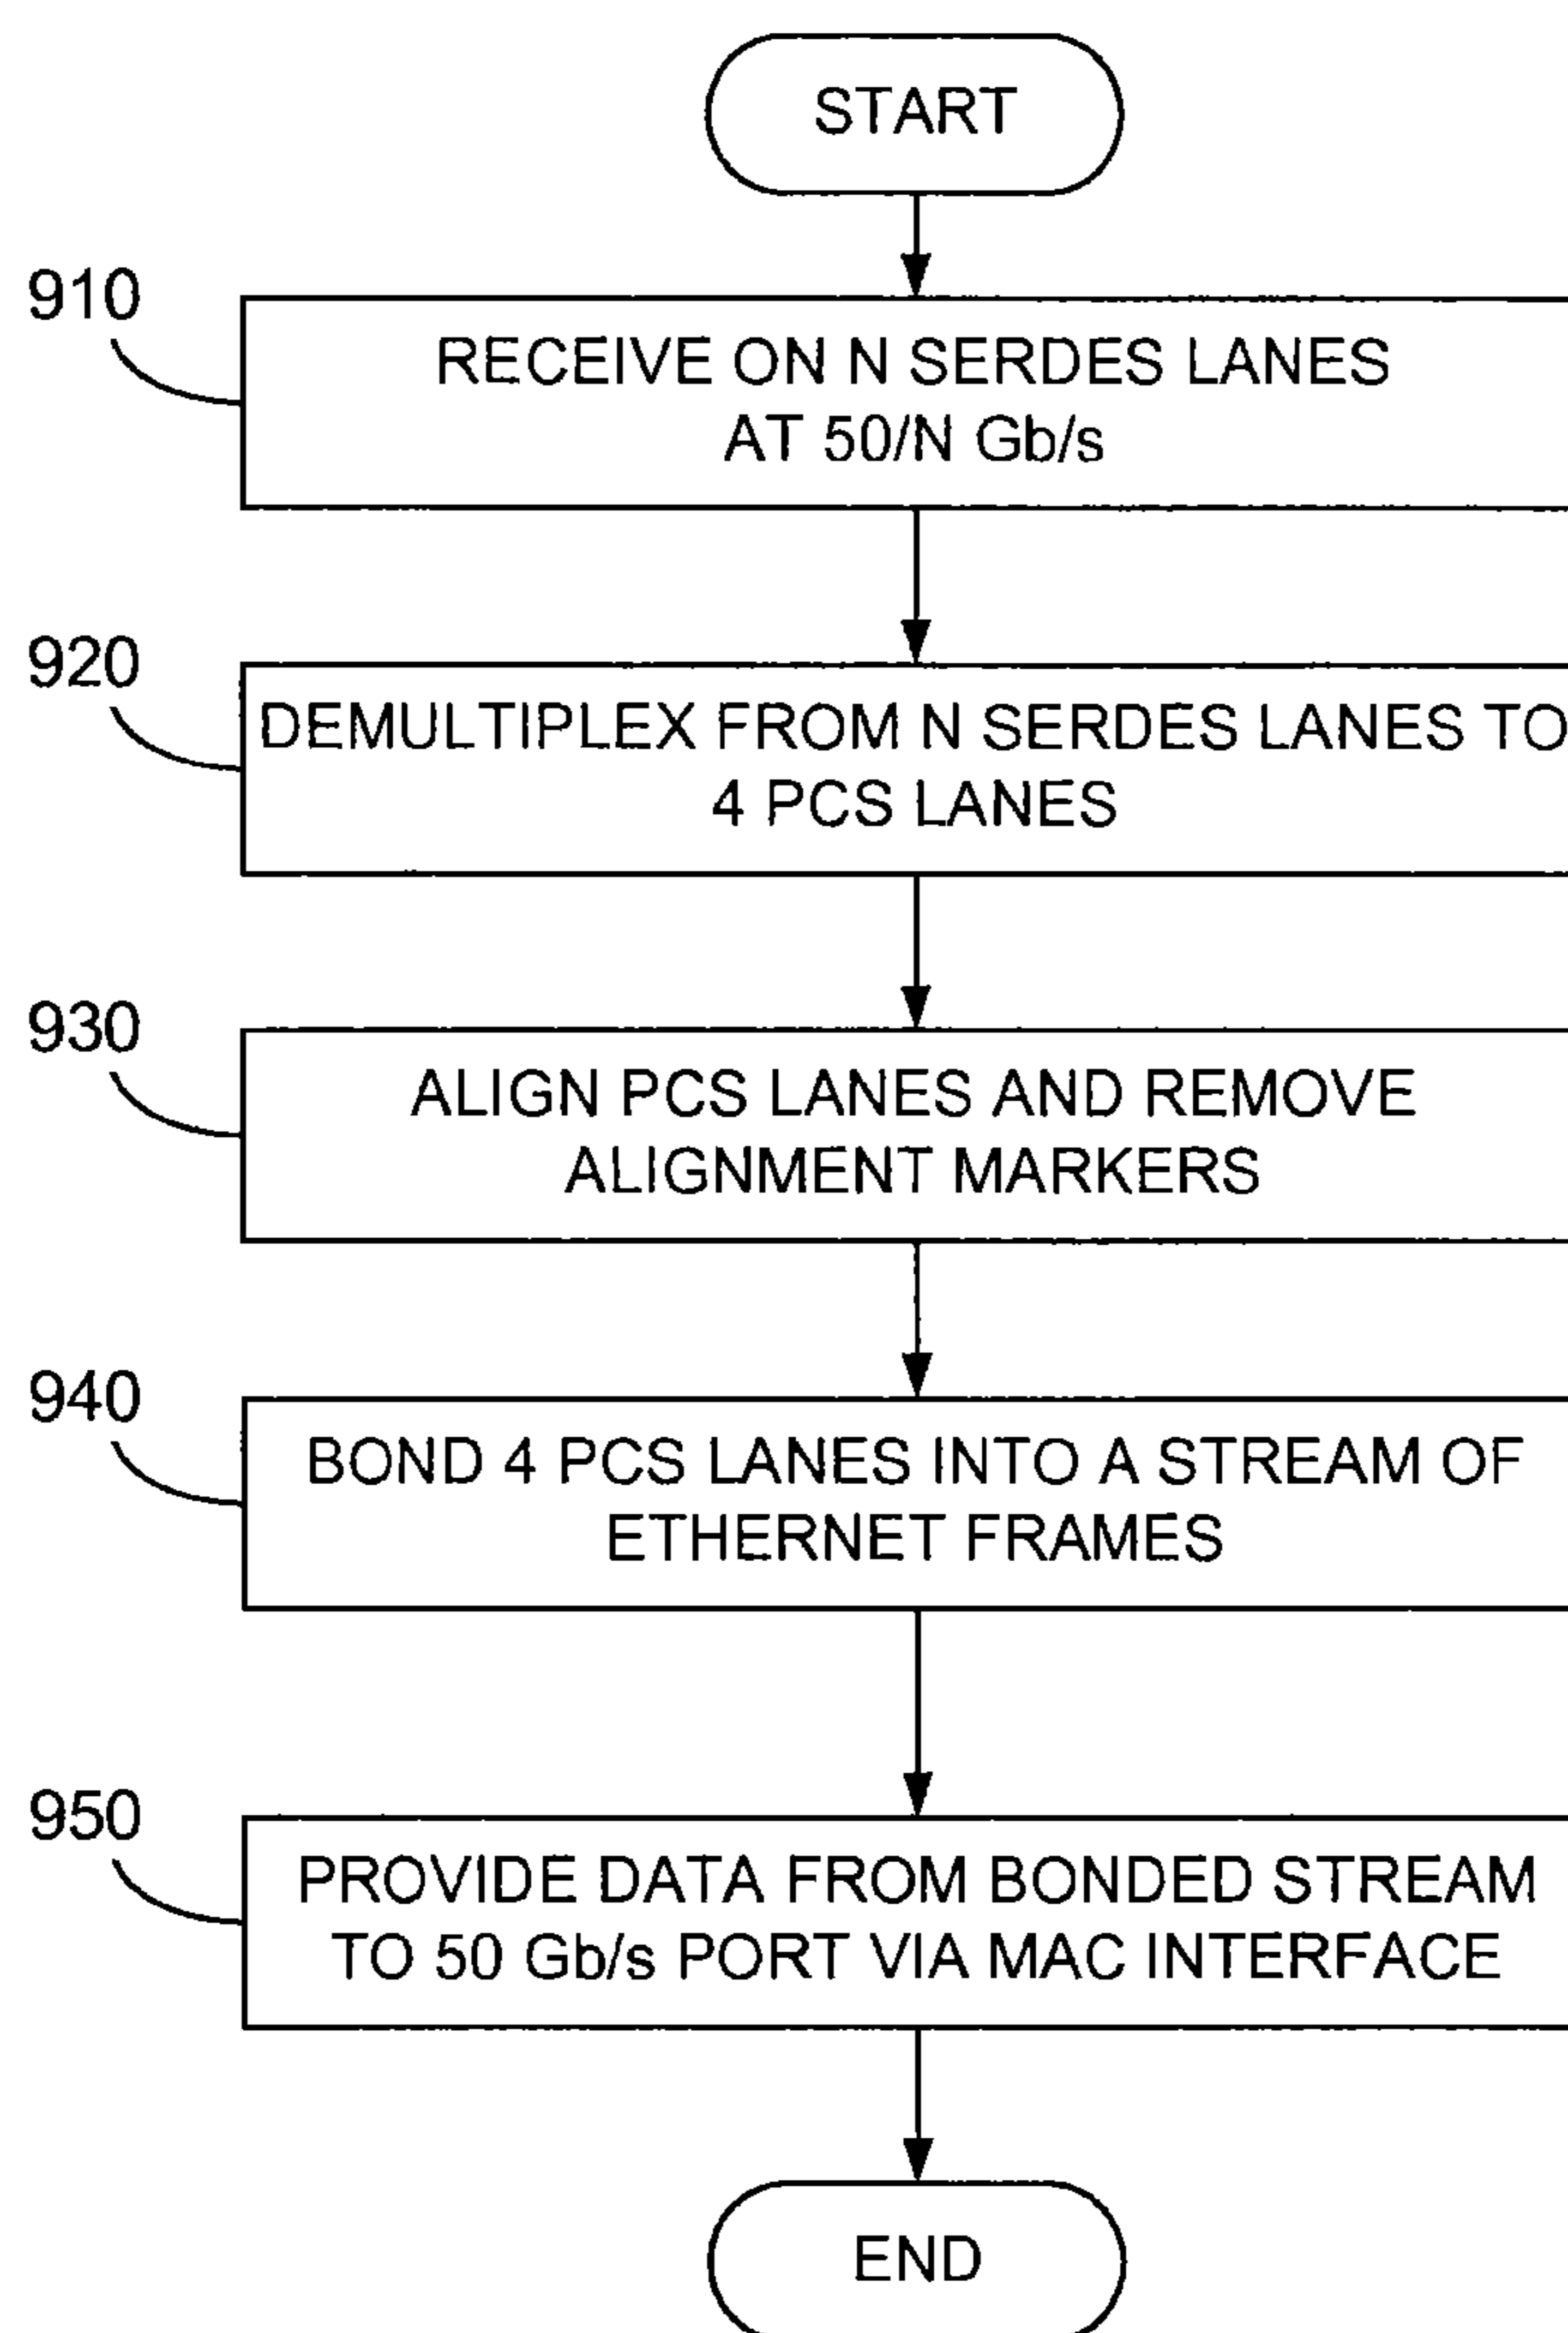 START
910
RECEIVE ON N SERDES LANES
AT 50/N Gb/s
920
DEMULTIPLEX FROM N SERDES LANES TO
4 PCS LANES
930
ALIGN PCS LANES AND REMOVE
ALIGNMENT MARKERS
940
BOND 4 PCS LANES INTO A STREAM OF
ETHERNET FRAMES
950
PROVIDE DATA FROM BONDED STREAM
TO 50 Gb/s PORT VIA MAC INTERFACE
END